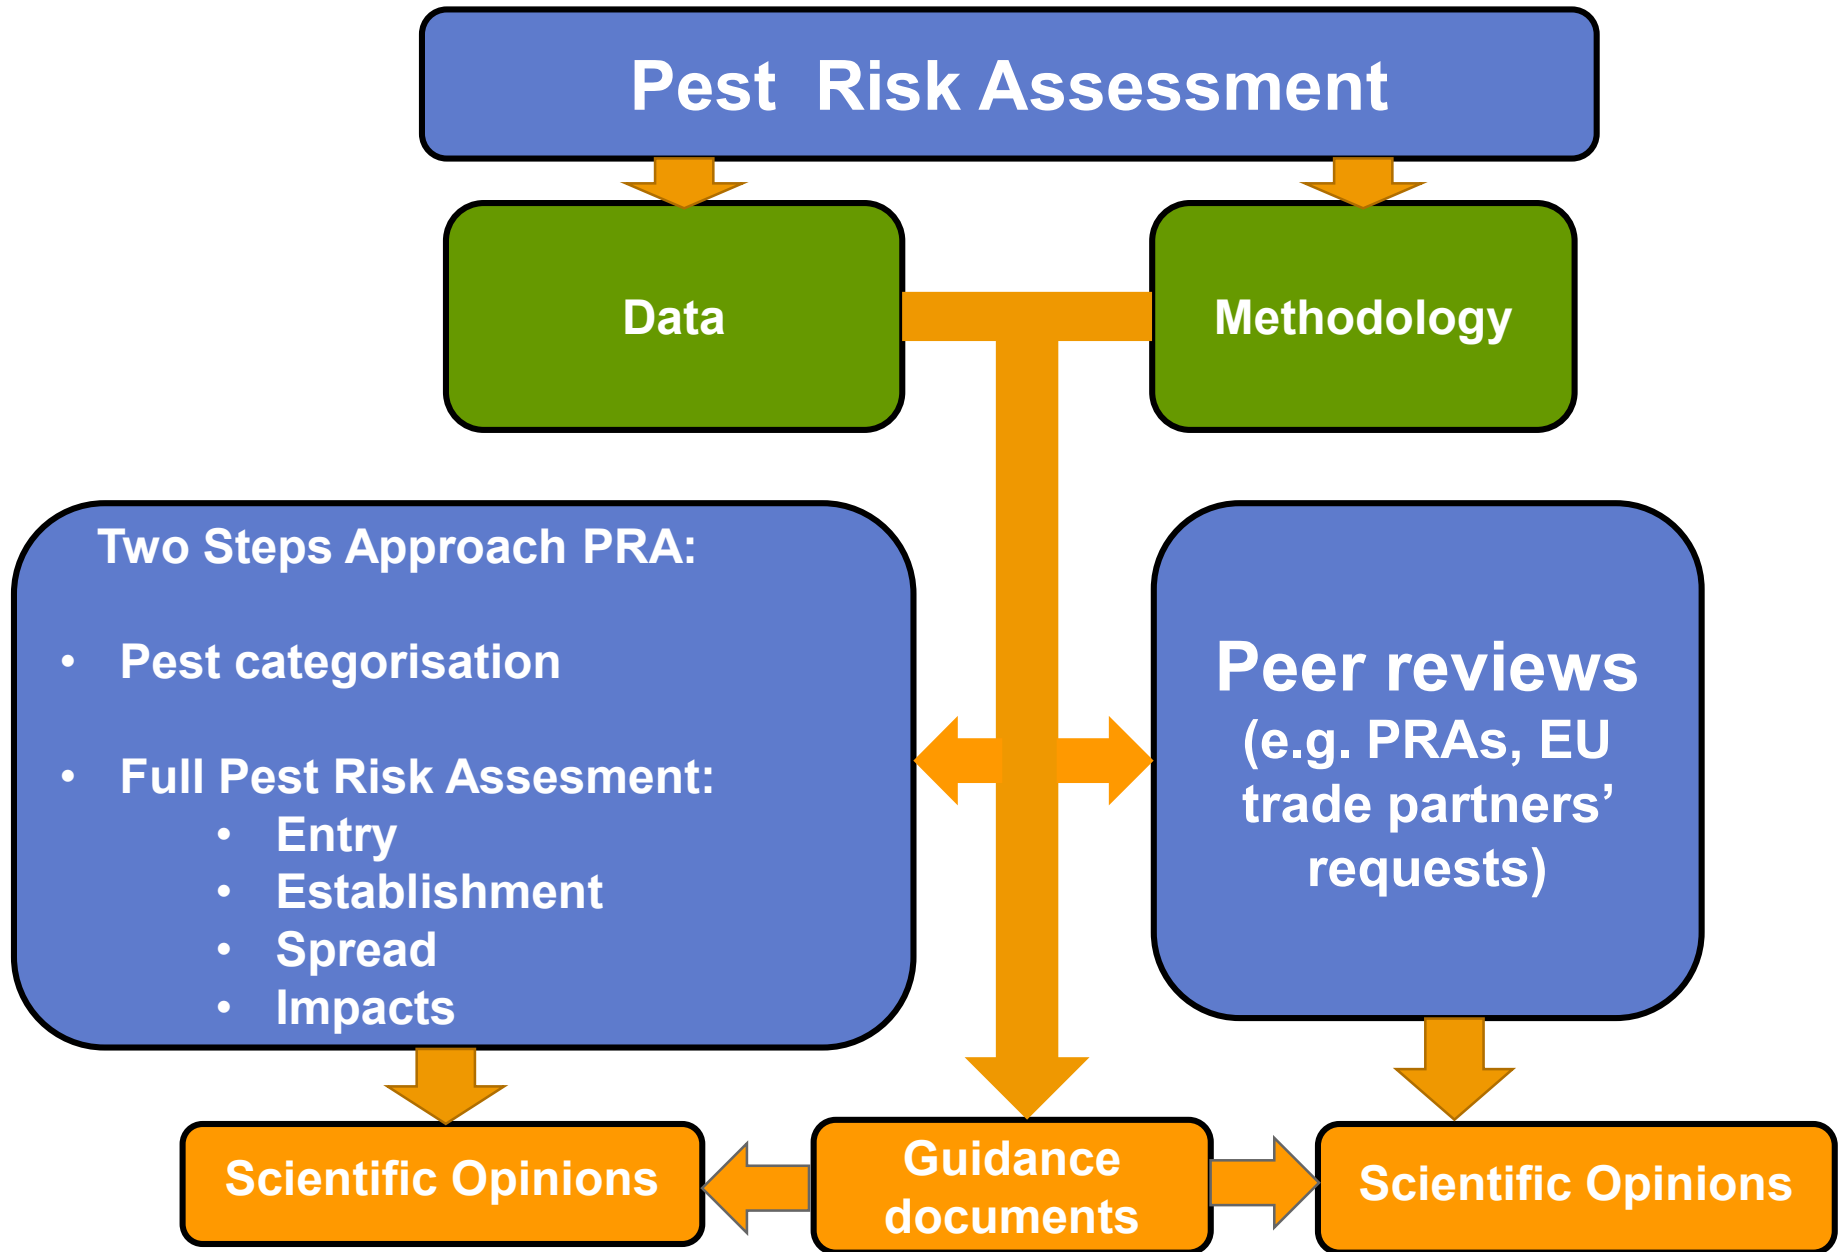 Pest Risk Assessment
Data
Methodology
Two Steps Approach PRA:
• Pest categorisation
• Full Pest Risk Assesment:
• Entry
• Establishment
• Spread
• Impacts
Peer reviews
(e.g. PRAs, EU
trade partners’
requests)
Scientific Opinions
Guidance
documents
Scientific Opinions